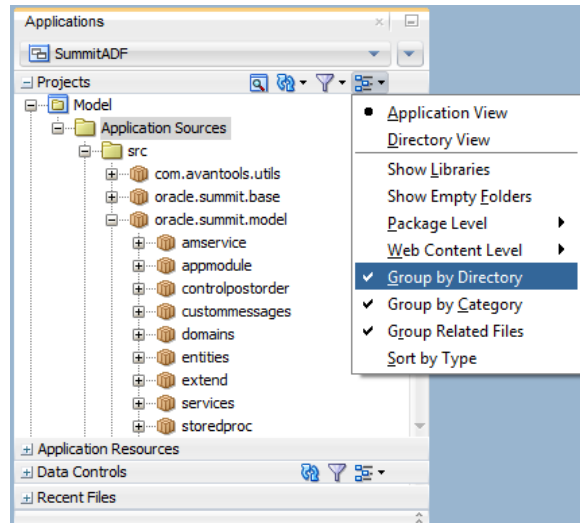 Applications
SummitADF
Projects
Model
Application Sources
src
com.avantools.utils
oracle.summit.base
oracle.summit.model
amservice
appmodule
controlpostorder
custommessages
domains
entities
extend
services
storedproc
Application Resources
Data Controls
Recent Files
Application View
Directory View
Show Libraries
Show Empty Folders
Package Level
Web Content Level
Group by Directory
Group by Category
Group Related Files
Sort by Type